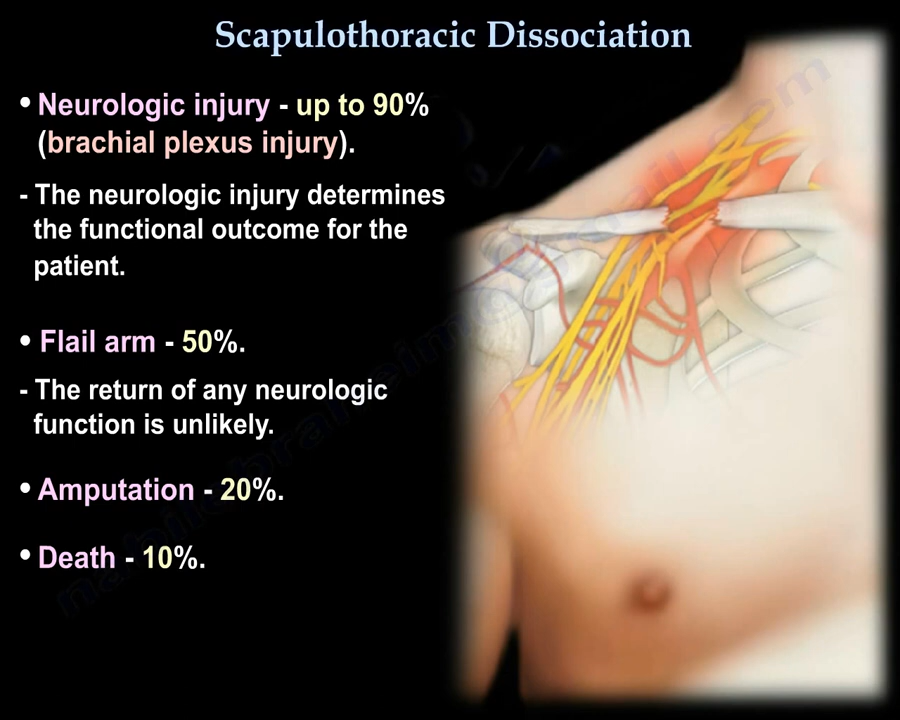 Scapulothoracic Dissociation
• Neurologic injury - up to 90%
(brachial plexus injury).
- The neurologic injury determines
the functional outcome for the
patient.
• Flail arm - 50%.
- The return of any neurologic
function is unlikely.
• Amputation - 20%.
• Death - 10%.